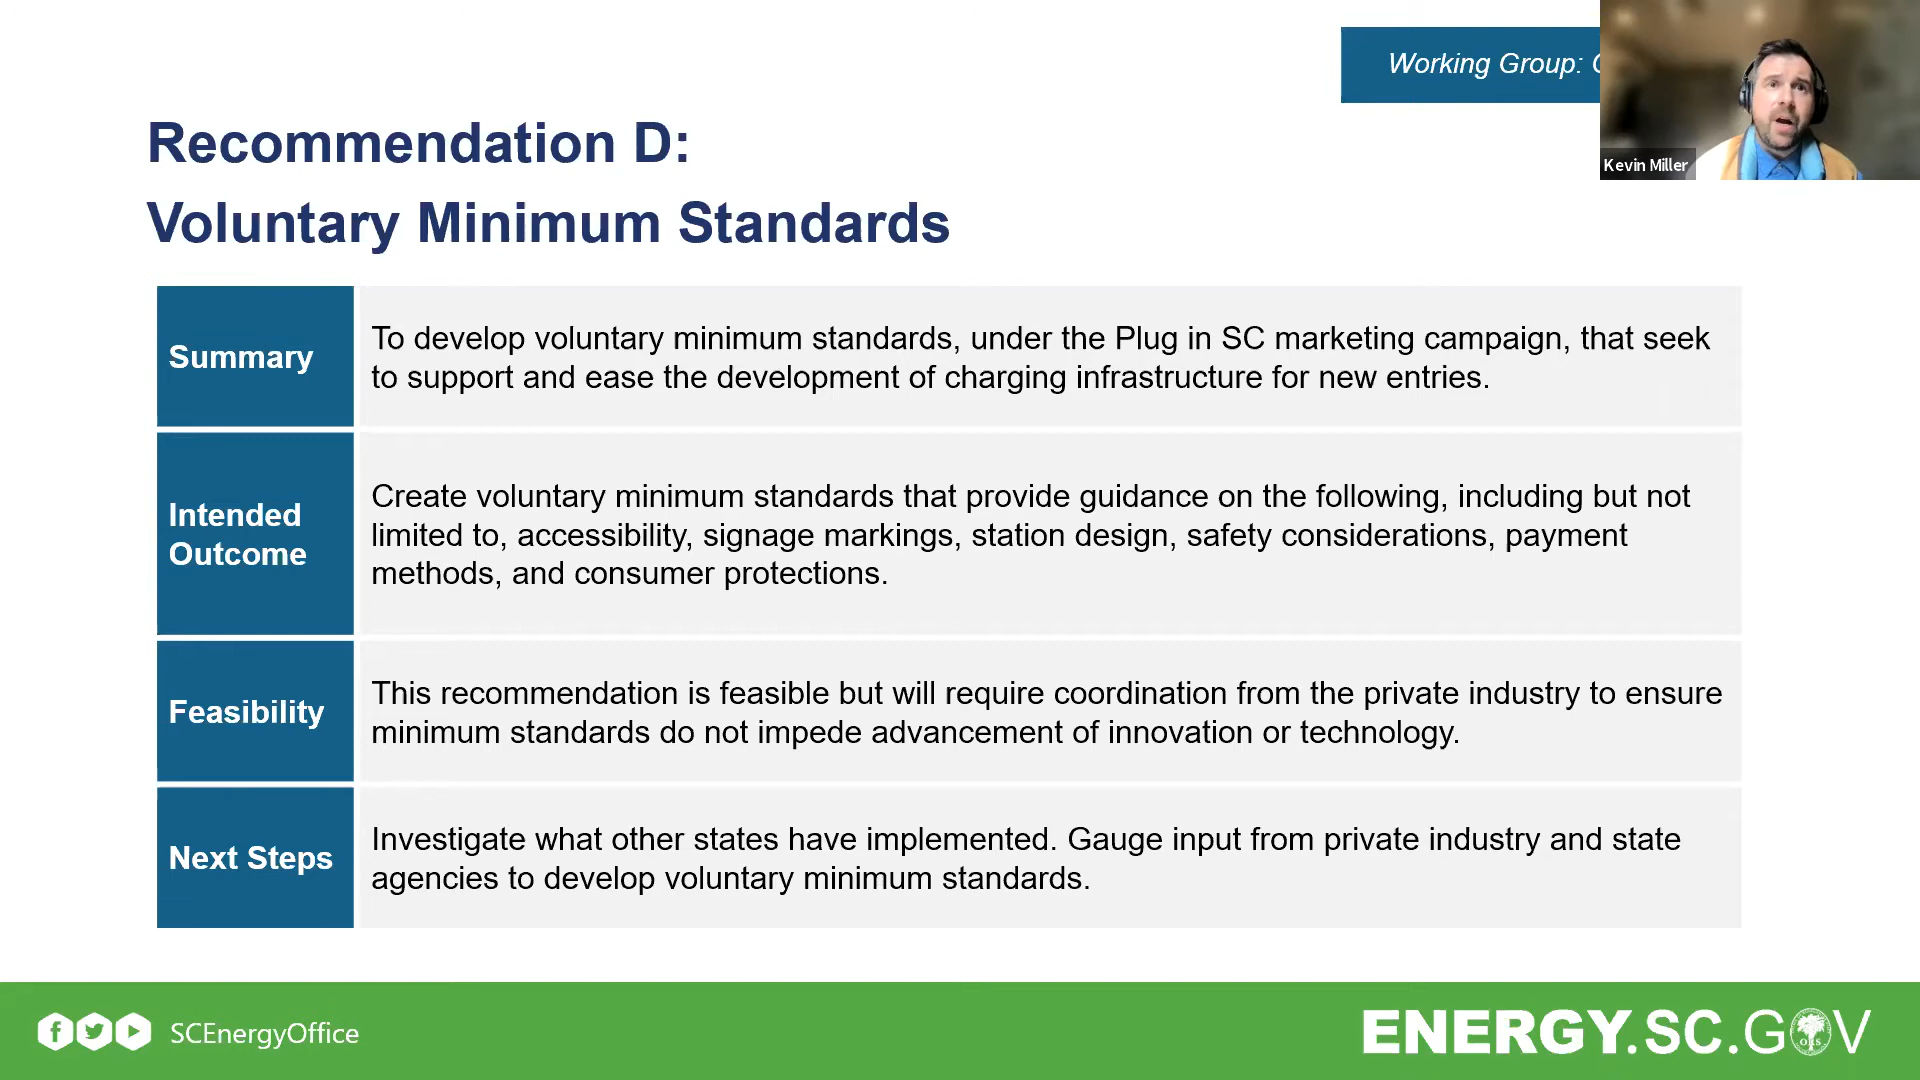 Working Group:
Kevin Miller
Recommendation D:
Voluntary Minimum Standards
Summary
To develop voluntary minimum standards, under the Plug in SC marketing campaign, that seek
to support and ease the development of charging infrastructure for new entries.
Intended
Outcome
Create voluntary minimum standards that provide guidance on the following, including but not
limited to, accessibility, signage markings, station design, safety considerations, payment
methods, and consumer protections.
Feasibility
This recommendation is feasible but will require coordination from the private industry to ensure
minimum standards do not impede advancement of innovation or technology.
Next Steps
Investigate what other states have implemented. Gauge input from private industry and state
agencies to develop voluntary minimum standards.
SCEnergyOffice
ENERGY.SC.GOV